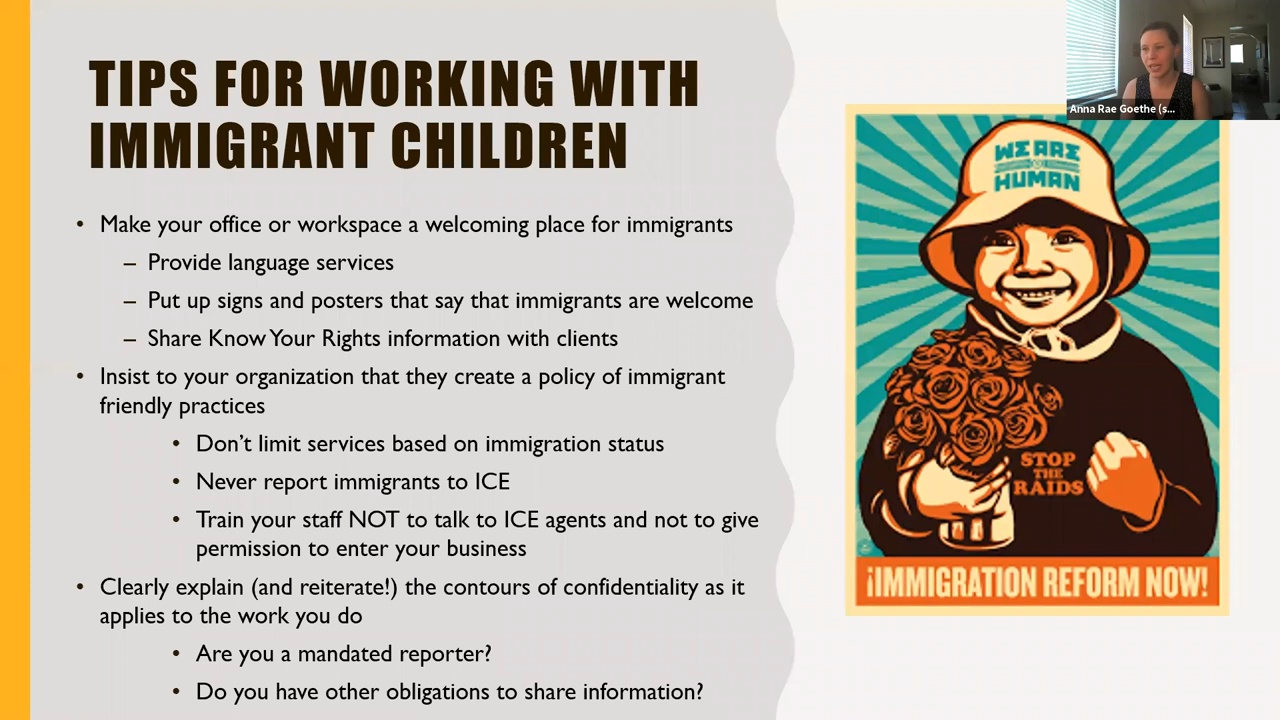 TIPS FOR WORKING WITH
IMMIGRANT CHILDREN
• Make your office or workspace a welcoming place for immigrants
– Provide language services
– Put up signs and posters that say that immigrants are welcome
– Share Know Your Rights information with clients
• Insist to your organization that they create a policy of immigrant
friendly practices
• Don’t limit services based on immigration status
• Never report immigrants to ICE
• Train your staff NOT to talk to ICE agents and not to give
permission to enter your business
• Clearly explain (and reiterate!) the contours of confidentiality as it
applies to the work you do
• Are you a mandated reporter?
• Do you have other obligations to share information?
Anna Rae Goethe (s...
WE ARE
HUMAN
STOP
THE
RAIDS
¡IMMIGRATION REFORM NOW!